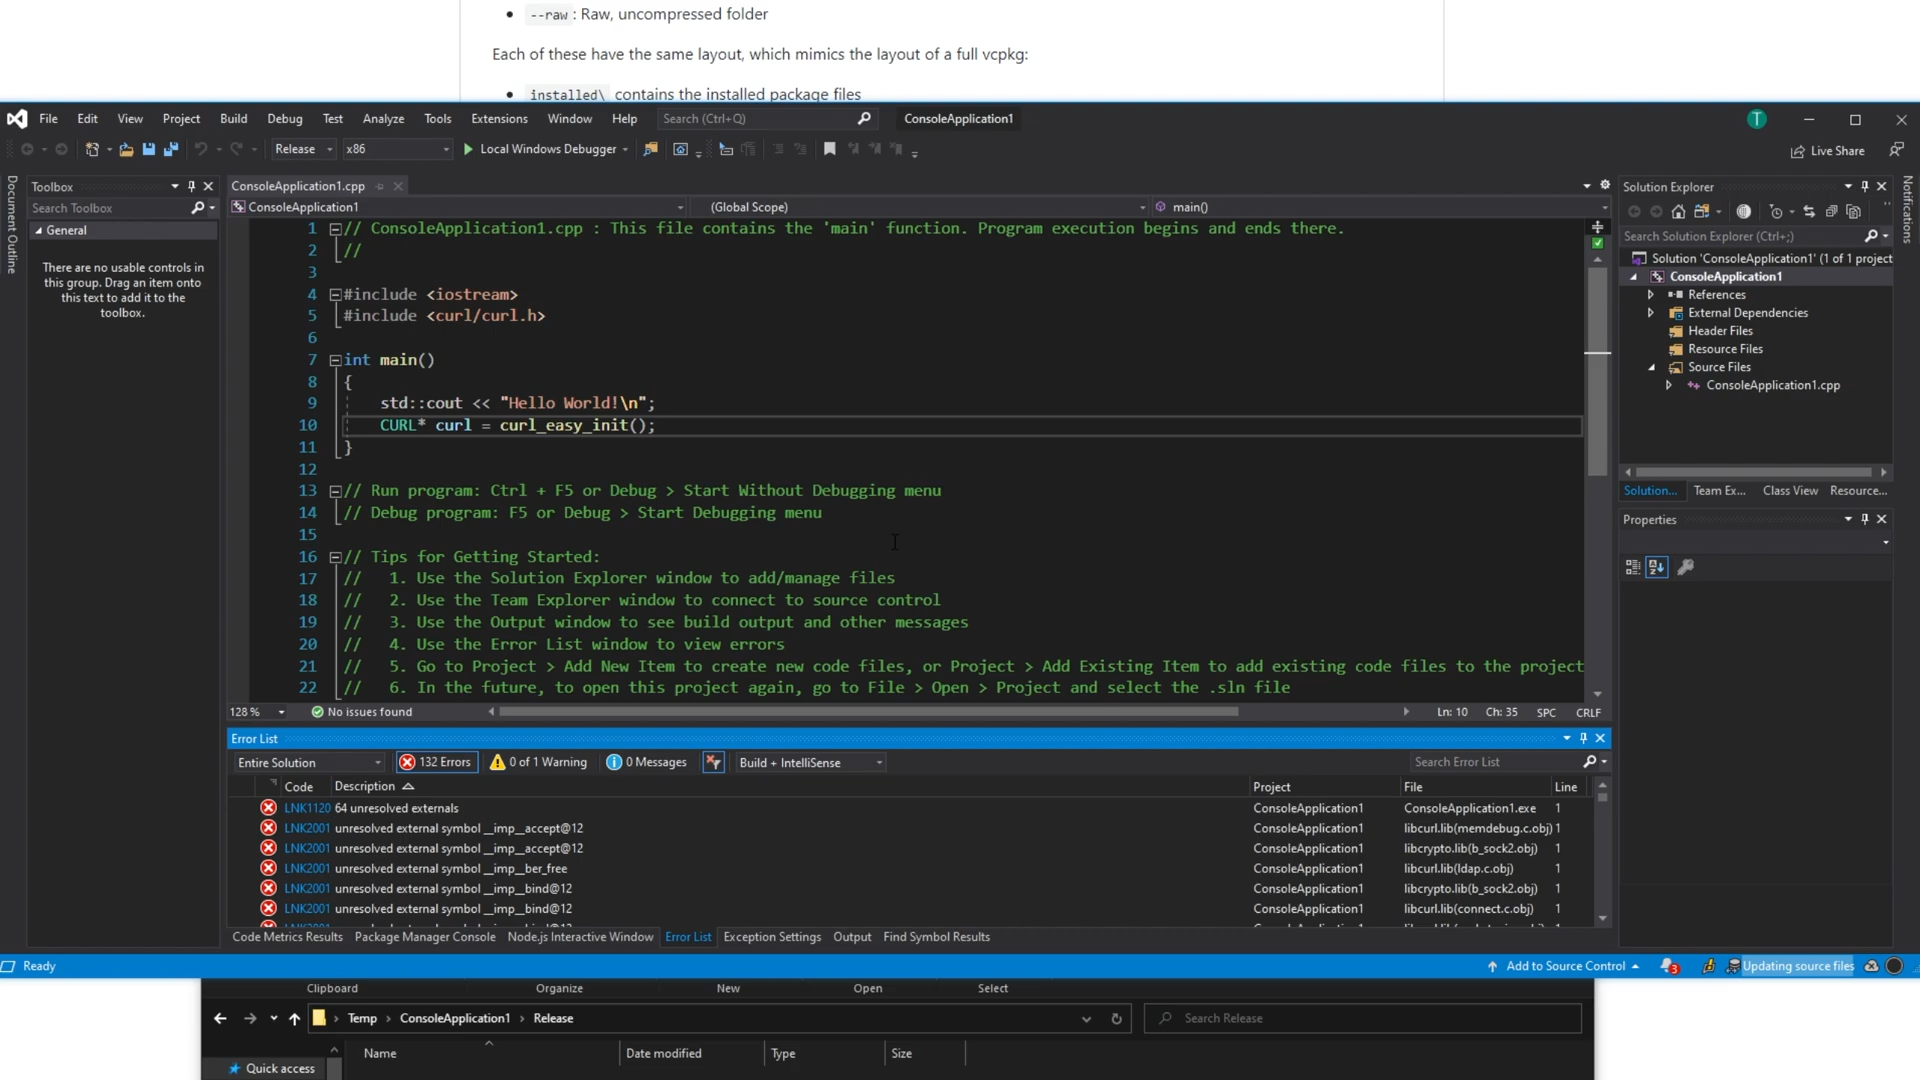 • --raw : Raw, uncompressed folder
Each of these have the same layout, which mimics the layout of a full vcpkg:
• installed\ contains the installed package files
File Edit View Project Build Debug Test Analyze Tools Extensions Window Help Search (Ctrl+Q) ConsoleApplication1 T
Release x86 Local Windows Debugger Live Share
Document Outline
Toolbox
Search Toolbox
General
There are no usable controls in
this group. Drag an item onto
this text to add it to the
toolbox.
ConsoleApplication1.cpp
ConsoleApplication1 (Global Scope) main()
1 // ConsoleApplication1.cpp : This file contains the 'main' function. Program execution begins and ends there.
2 //
3
4 #include <iostream>
5 #include <curl/curl.h>
6
7 int main()
8 {
9 std::cout << "Hello World!\n";
10 CURL* curl = curl_easy_init();
11 }
12
13 // Run program: Ctrl + F5 or Debug > Start Without Debugging menu
14 // Debug program: F5 or Debug > Start Debugging menu
15
16 // Tips for Getting Started:
17 // 1. Use the Solution Explorer window to add/manage files
18 // 2. Use the Team Explorer window to connect to source control
19 // 3. Use the Output window to see build output and other messages
20 // 4. Use the Error List window to view errors
21 // 5. Go to Project > Add New Item to create new code files, or Project > Add Existing Item to add existing code files to the project
22 // 6. In the future, to open this project again, go to File > Open > Project and select the .sln file
128 % No issues found Ln: 10 Ch: 35 SPC CRLF
Error List
Entire Solution 132 Errors 0 of 1 Warning 0 Messages Build + IntelliSense Search Error List
Code Description Project File Line
LNK1120 64 unresolved externals ConsoleApplication1 ConsoleApplication1.exe 1
LNK2001 unresolved external symbol __imp__accept@12 ConsoleApplication1 libcurl.lib(memdebug.c.obj) 1
LNK2001 unresolved external symbol __imp__accept@12 ConsoleApplication1 libcrypto.lib(b_sock2.obj) 1
LNK2001 unresolved external symbol __imp__ber_free ConsoleApplication1 libcurl.lib(ldap.c.obj) 1
LNK2001 unresolved external symbol __imp__bind@12 ConsoleApplication1 libcrypto.lib(b_sock2.obj) 1
LNK2001 unresolved external symbol __imp__bind@12 ConsoleApplication1 libcurl.lib(connect.c.obj) 1
Code Metrics Results Package Manager Console Node.js Interactive Window Error List Exception Settings Output Find Symbol Results
Solution Explorer
Search Solution Explorer (Ctrl+;)
Solution 'ConsoleApplication1' (1 of 1 project
ConsoleApplication1
References
External Dependencies
Header Files
Resource Files
Source Files
ConsoleApplication1.cpp
Solution... Team Ex... Class View Resource...
Properties
Notifications
Ready Add to Source Control 3 Updating source files
Clipboard Organize New Open Select
Temp > ConsoleApplication1 > Release Search Release
Name Date modified Type Size
Quick access